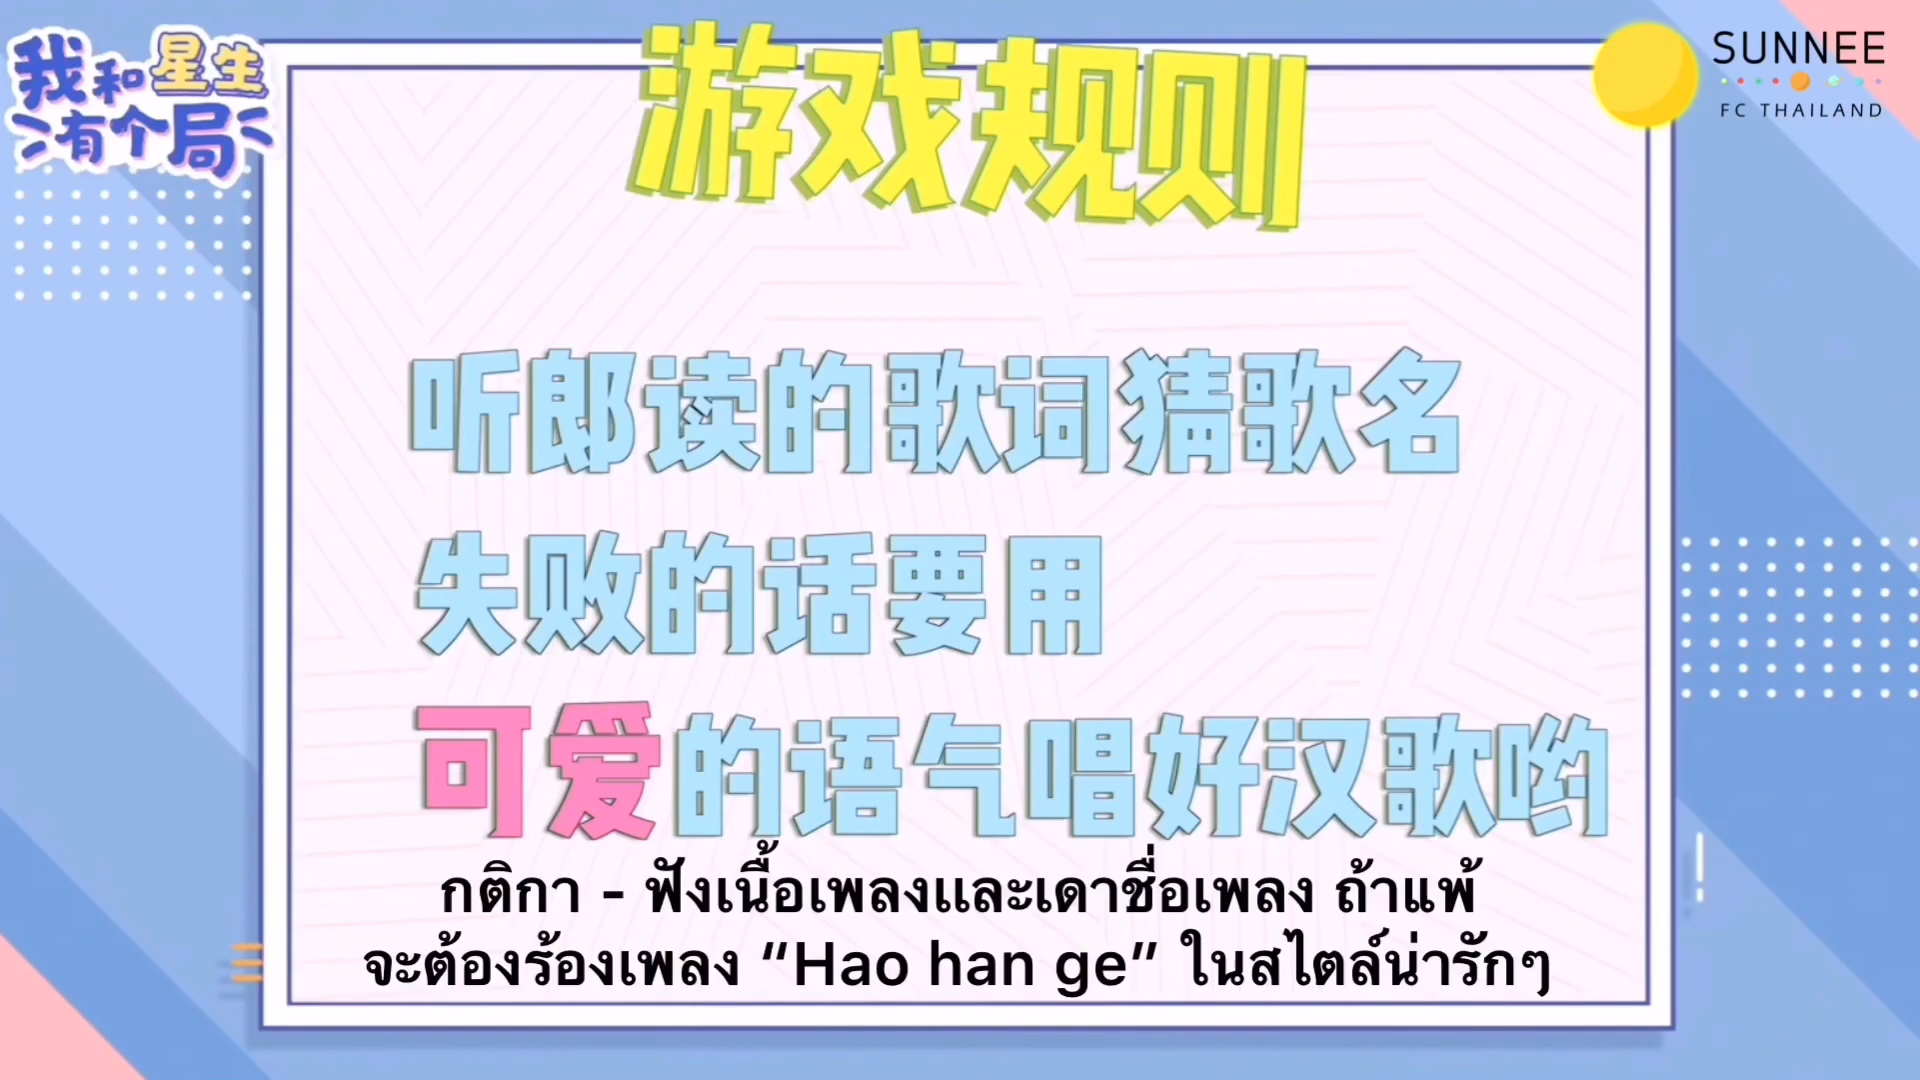 我和星生
有个局
游戏规则
SUNNEE
FC THAILAND
听郎读的歌词猜歌名
失败的话要用
可爱的语气唱好汉歌哟
กติกา - ฟังเนื้อเพลงและเดาชื่อเพลง ถ้าแพ้
จะต้องร้องเพลง “Hao han ge” ในสไตล์น่ารักๆ